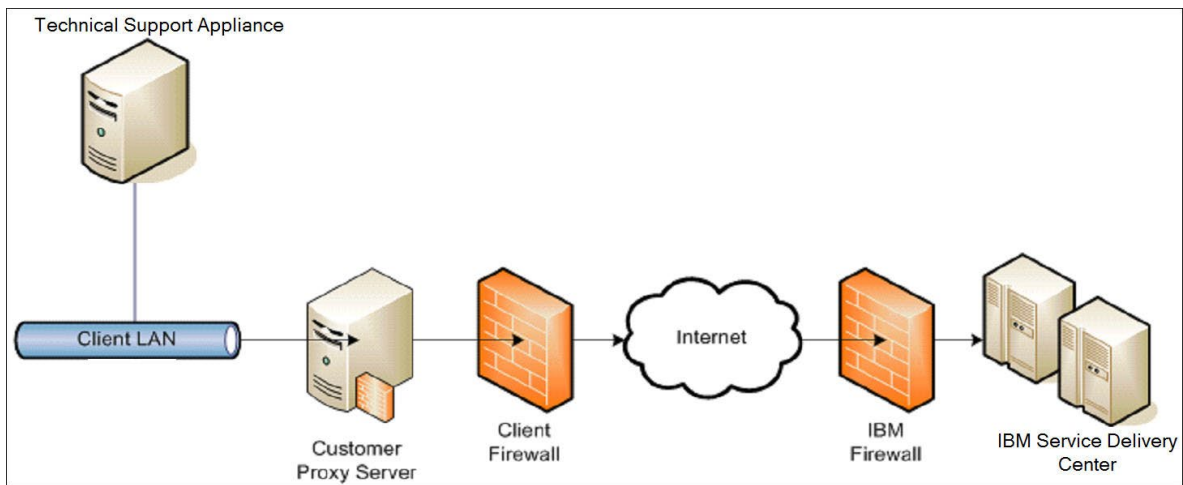 Technical Support Appliance
Client LAN
Customer
Proxy Server
Client
Firewall
Internet
IBM
Firewall
IBM Service Delivery
Center